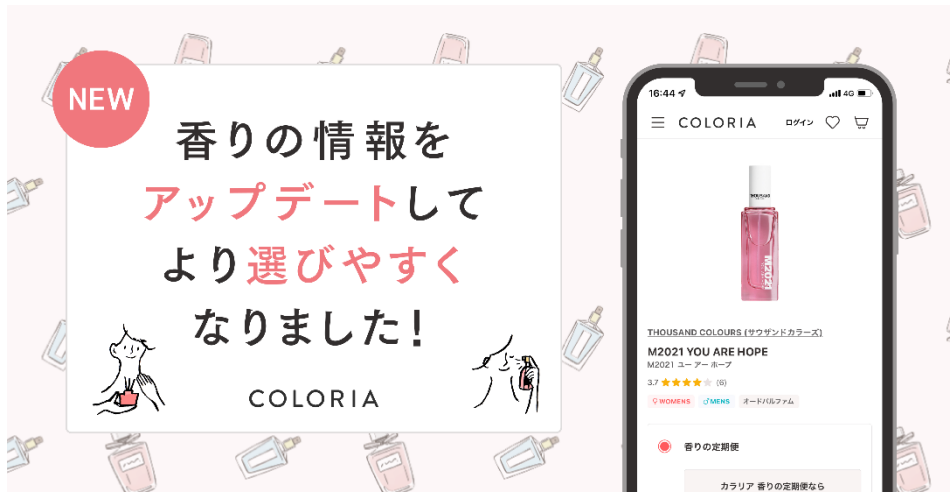 NEW
香りの情報を
アップデートして
より選びやすく
なりました!
COLORIA
16:44
4G
COLORIA
ログイン
THOUSAND
M2021
THOUSAND COLOURS (サウザンドカラーズ)
M2021 YOU ARE HOPE
M2021 ユー アー ホープ
3.7 ★★★★★ (6)
♀WOMENS ♂MENS オードパルファム
香りの定期便
カラリア 香りの定期便なら